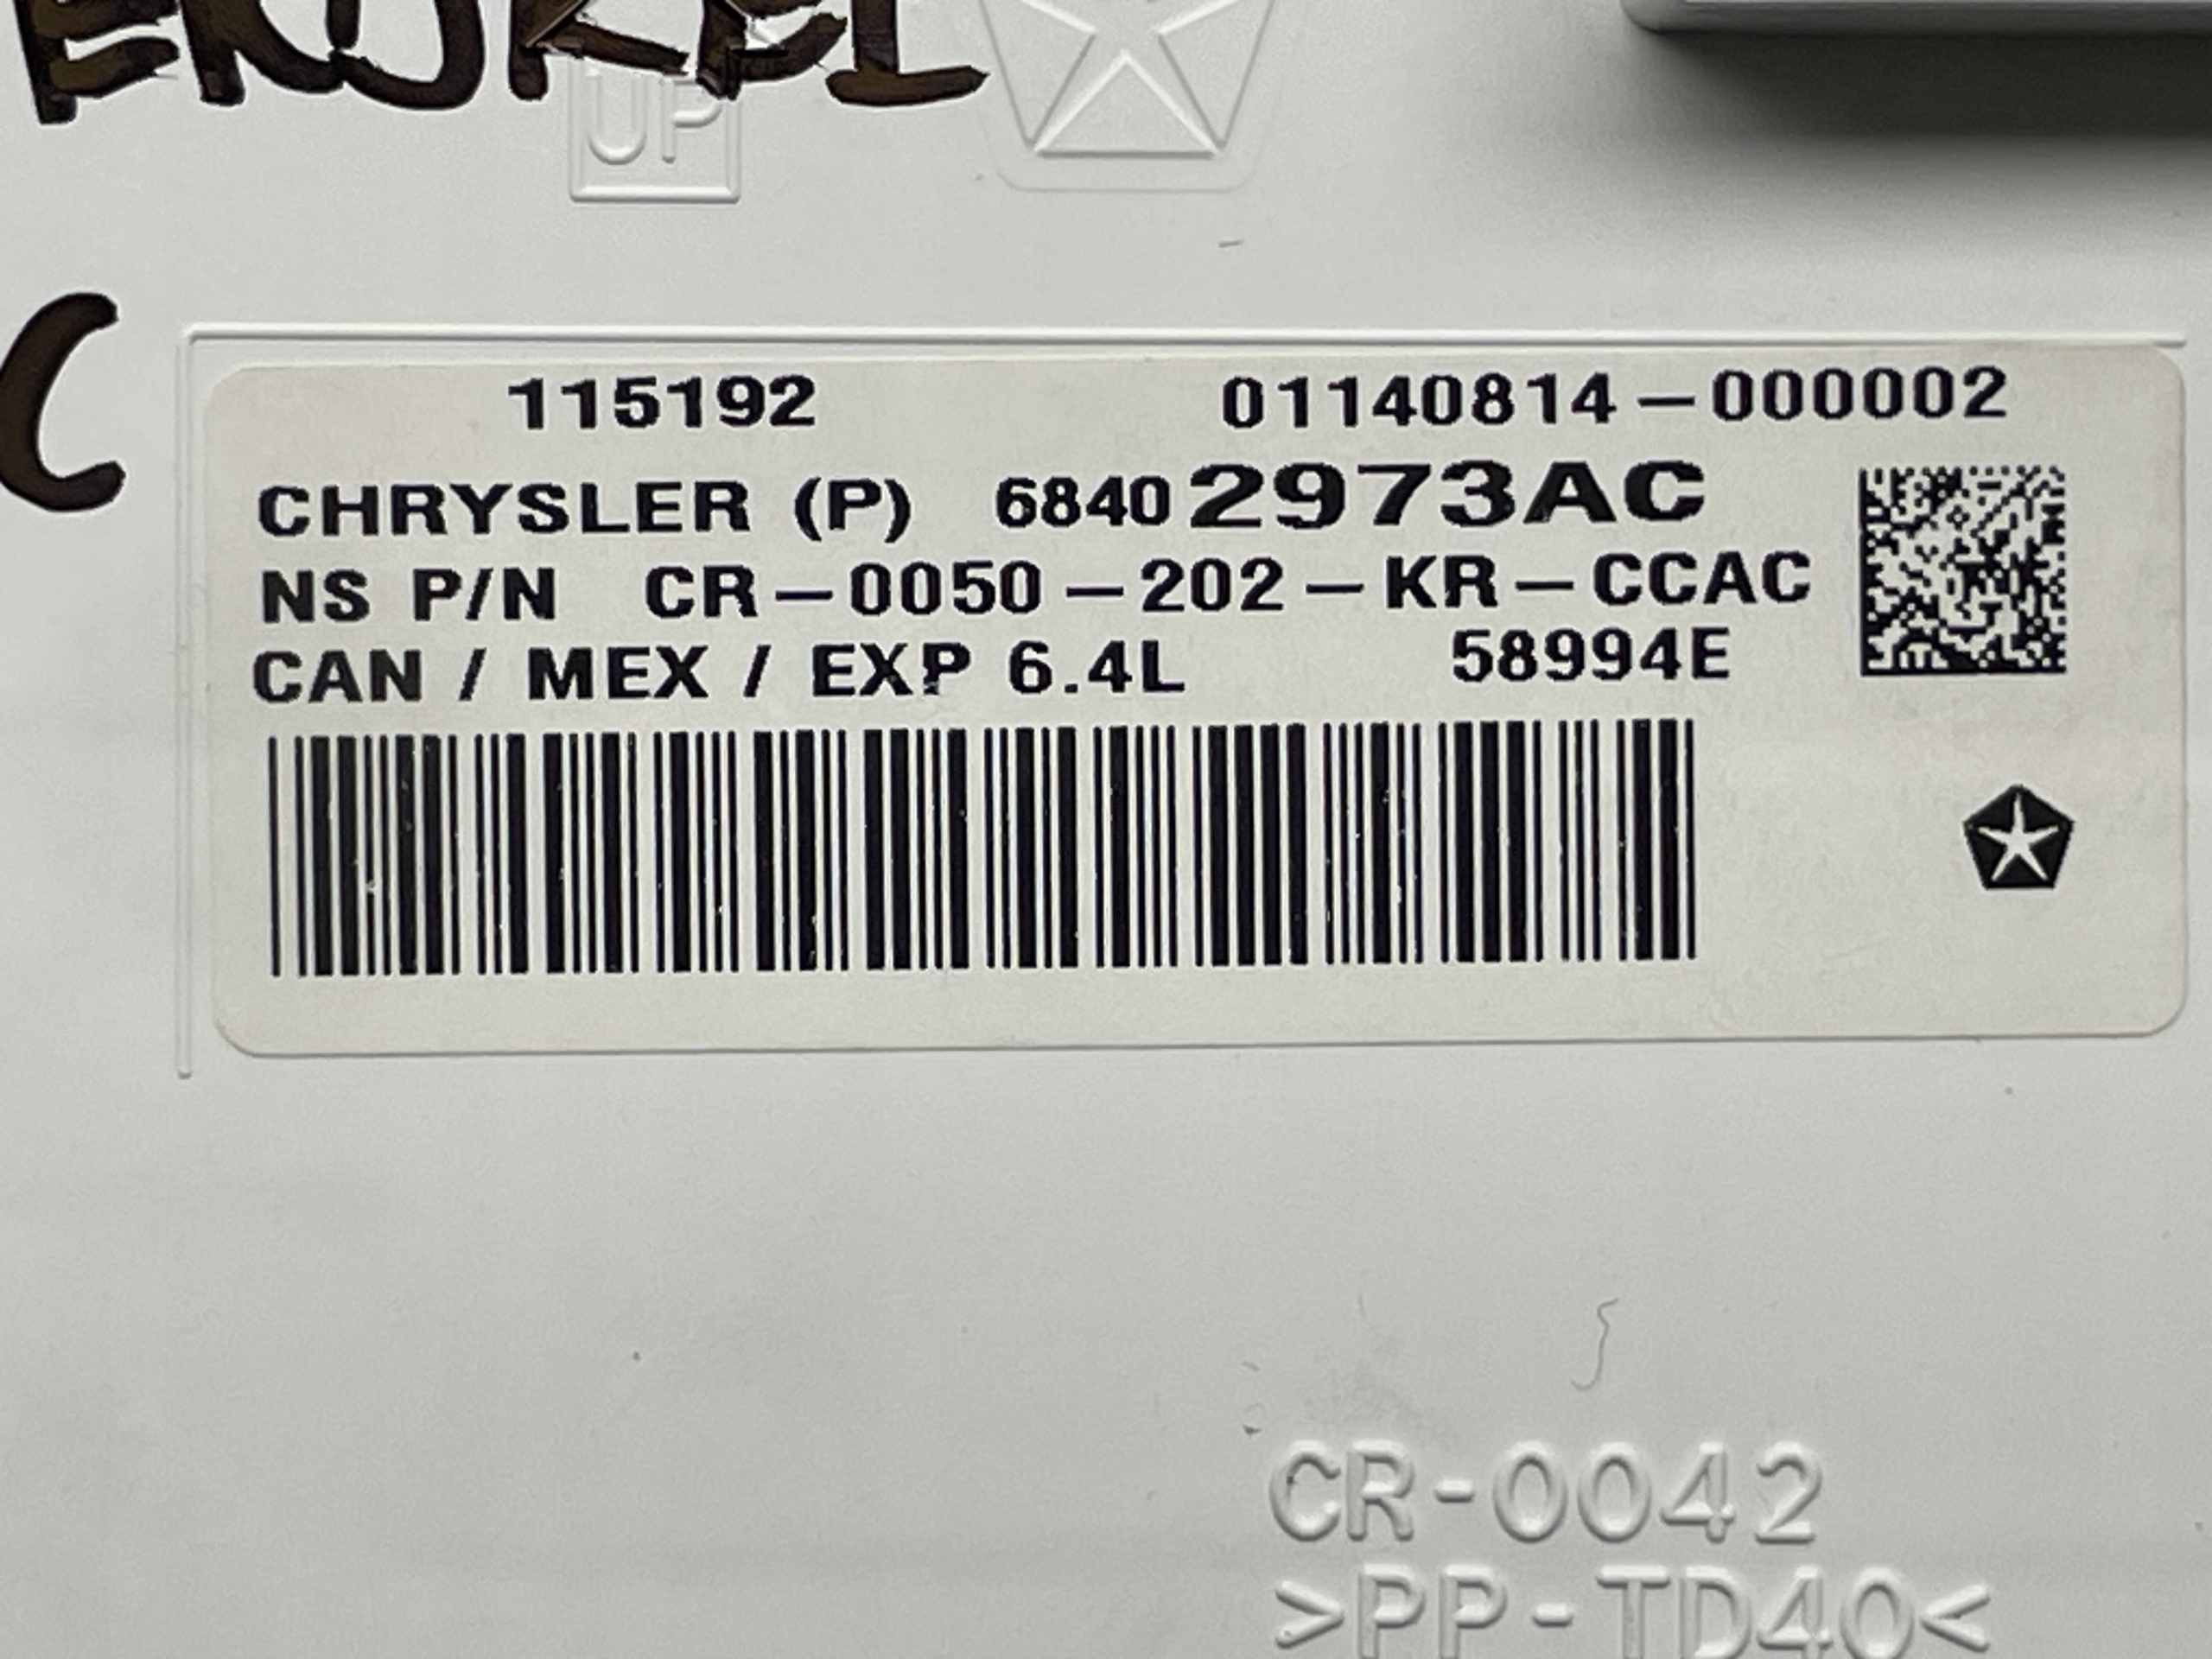 UP
C
115192 01140814-000002
CHRYSLER (P) 68402973AC
NS P/N CR-0050-202-KR-CCAC
CAN / MEX / EXP 6.4L 58994E
CR-0042
>PP-TD40<